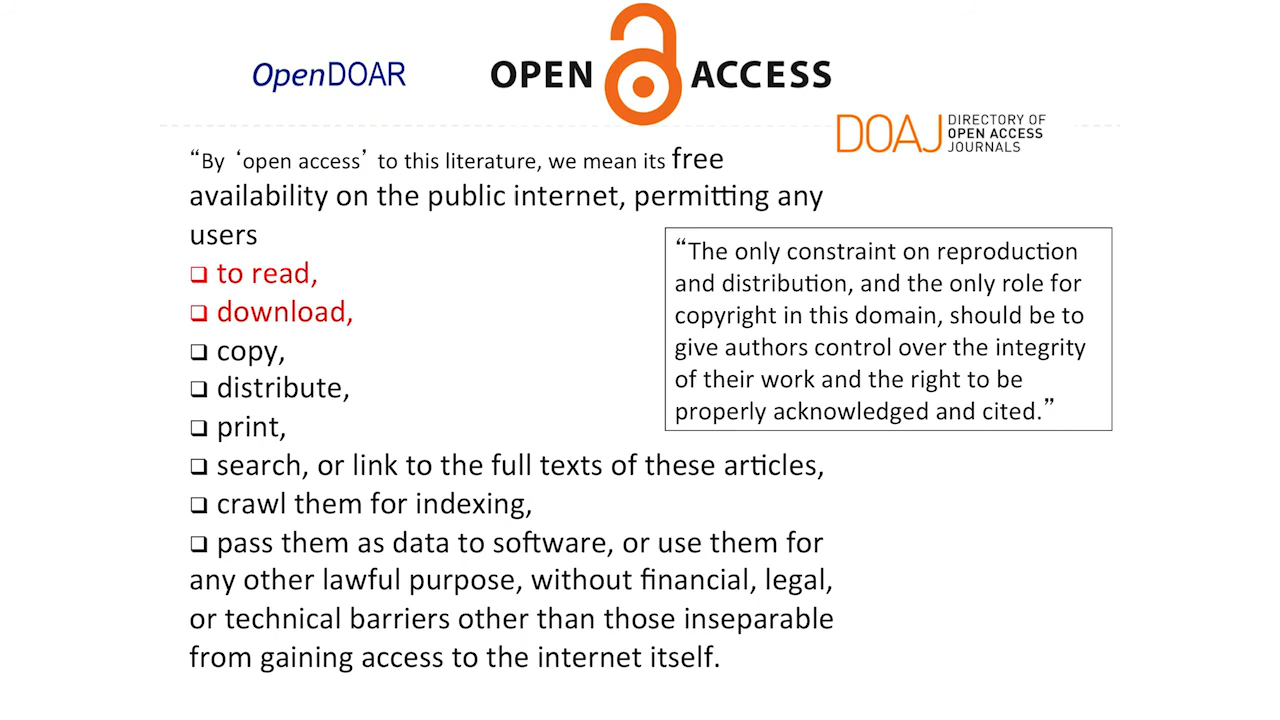 OpenDOAR
OPEN ACCESS
DOAJ DIRECTORY OF
OPEN ACCESS
JOURNALS
“By ‘open access’ to this literature, we mean its free
availability on the public internet, permitting any
users
❑ to read,
❑ download,
❑ copy,
❑ distribute,
❑ print,
❑ search, or link to the full texts of these articles,
❑ crawl them for indexing,
❑ pass them as data to software, or use them for
any other lawful purpose, without financial, legal,
or technical barriers other than those inseparable
from gaining access to the internet itself.
“The only constraint on reproduction
and distribution, and the only role for
copyright in this domain, should be to
give authors control over the integrity
of their work and the right to be
properly acknowledged and cited.”